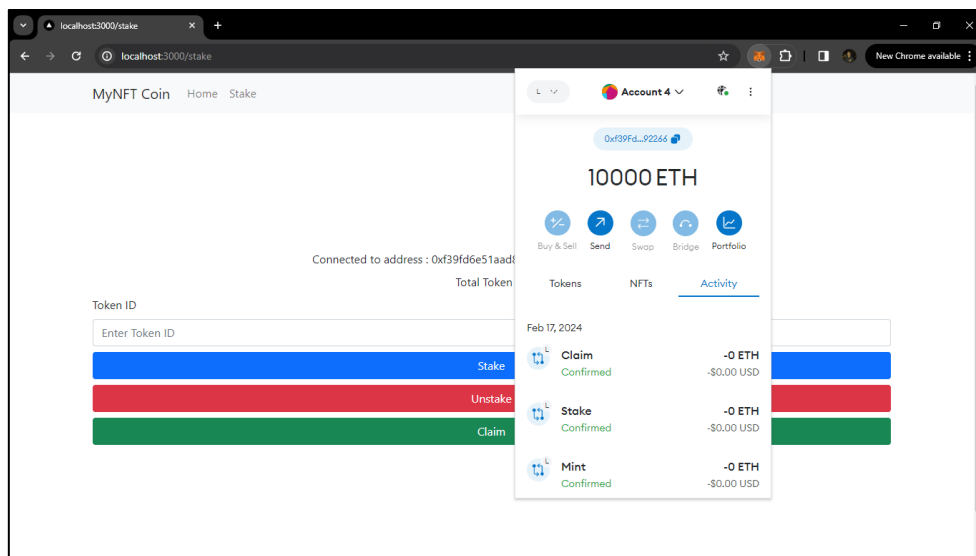 localhost:3000/stake
localhost:3000/stake
New Chrome available
MyNFT Coin Home Stake
L
Account 4
0xf39Fd...92266
10000 ETH
Buy & Sell Send Swap Bridge Portfolio
Connected to address : 0xf39fd6e51aad8
Total Token
Tokens NFTs Activity
Token ID
Enter Token ID
Stake
Unstake
Claim
Feb 17, 2024
L
Claim -0 ETH
Confirmed -$0.00 USD
L
Stake -0 ETH
Confirmed -$0.00 USD
L
Mint -0 ETH
Confirmed -$0.00 USD